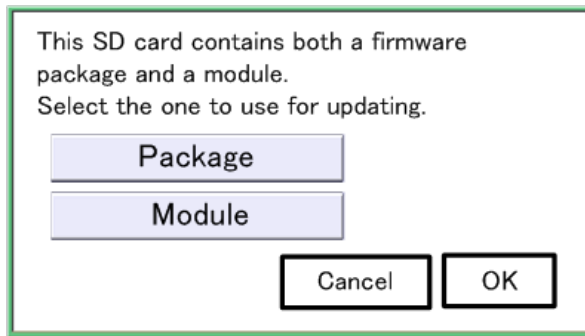 This SD card contains both a firmware
package and a module.
Select the one to use for updating.
Package
Module
Cancel OK